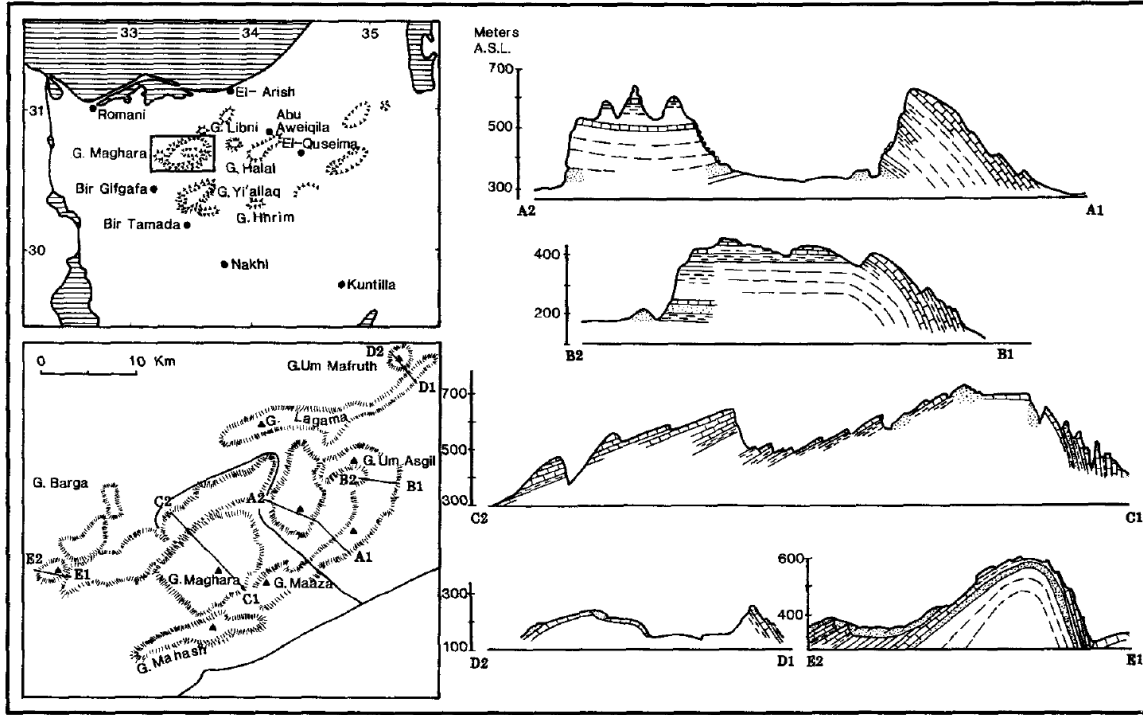 33 34 35
31
30
El-Arish
Romani
Abu
Aweiqila
G. Libni
El-Quseima
G. Maghara
G. Halal
Bir Gifgafa
G. Yi'allaq
G. Hhrim
Bir Tamada
Nakhl
Kuntilla
0 10 Km
D2
G.Um Mafruth
D1
G. Lagama
G.Um Asgil
B2
B1
G. Barga
C2
A2
A1
E2
E1
G. Maghara
G. Maaza
C1
G. Mahash
Meters
A.S.L.
700
500
300
A2 A1
400
200
B2 B1
700
500
300
C2 C1
300
100
D2 D1
600
400
E2 E1